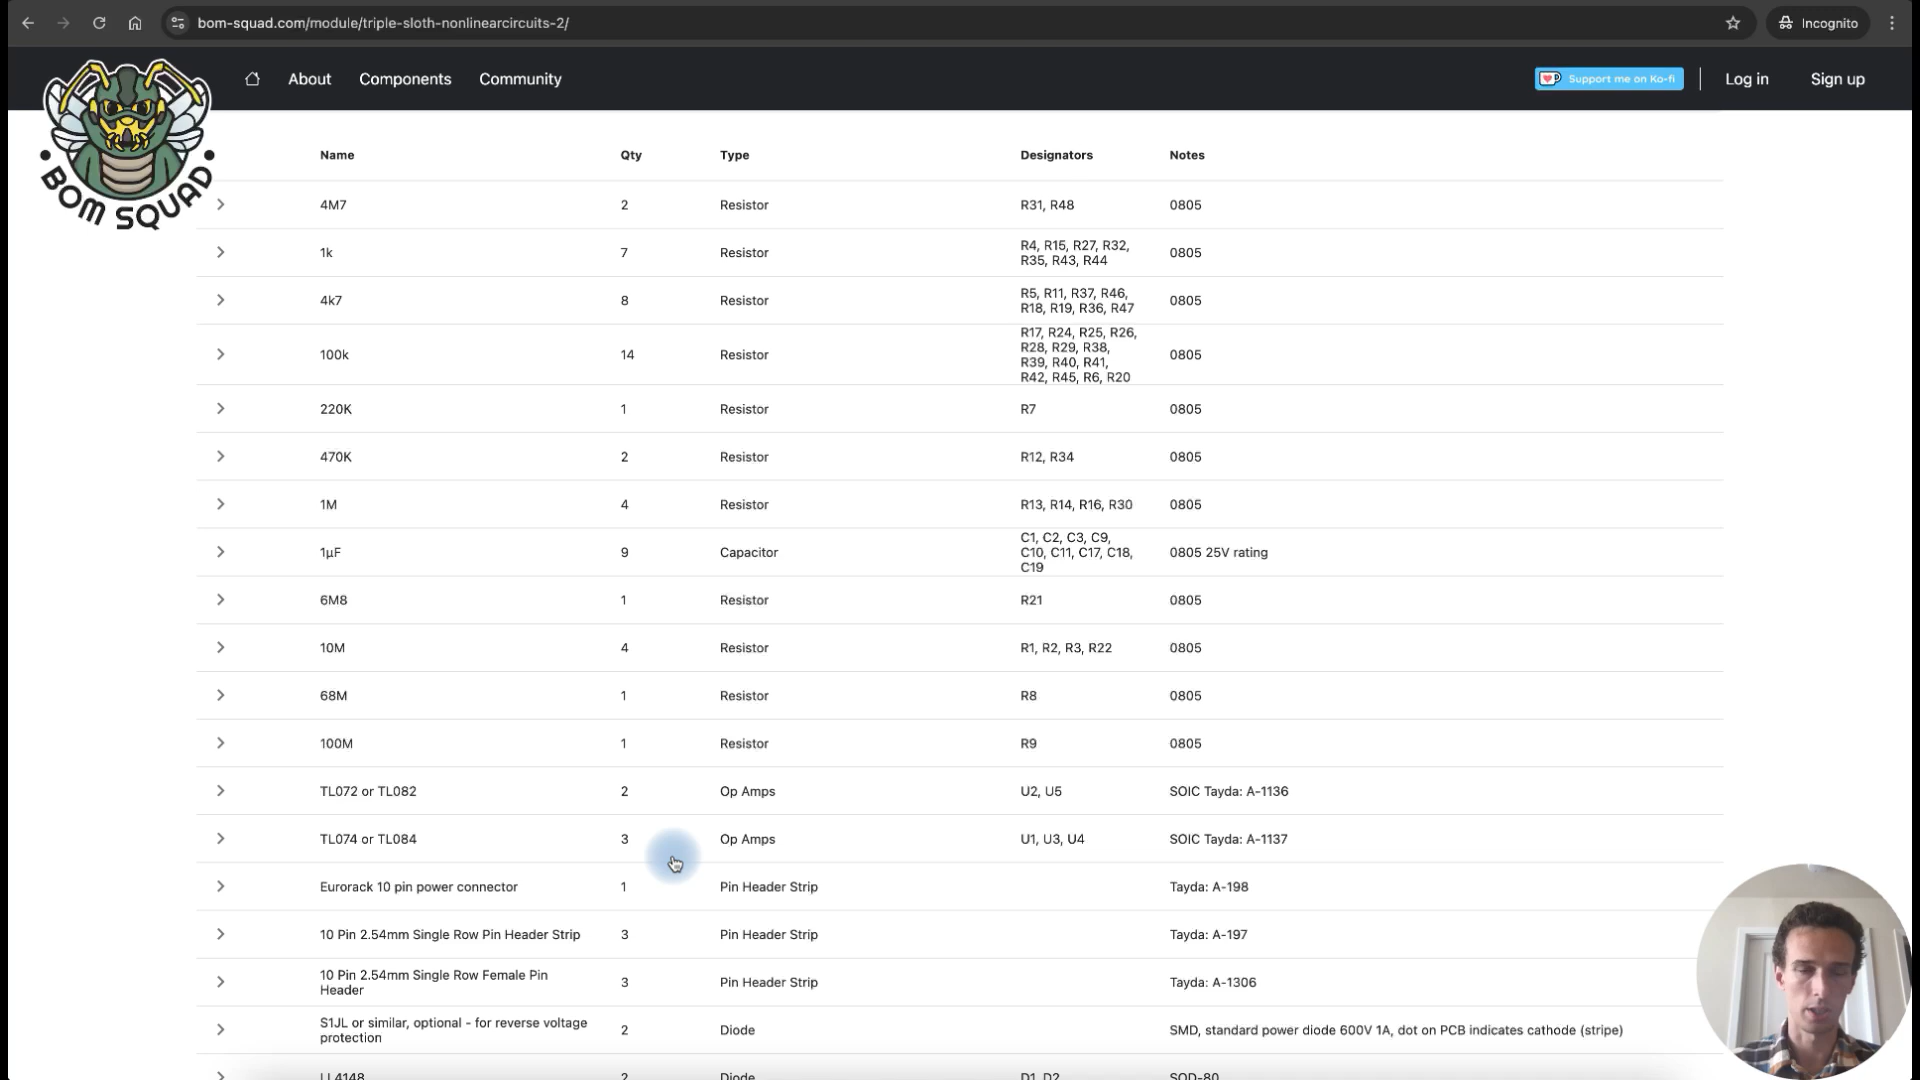 bom-squad.com/module/triple-sloth-nonlinearcircuits-2/
Incognito
About
Components
Community
Support me on Ko-fi
Log in
Sign up
BOM SQUAD
Name Qty Type Designators Notes
4M7 2 Resistor R31, R48 0805
1k 7 Resistor R4, R15, R27, R32, 0805
R35, R43, R44
4k7 8 Resistor R5, R11, R37, R46, 0805
R18, R19, R36, R47
100k 14 Resistor R17, R24, R25, R26, 0805
R28, R29, R38,
R39, R40, R41,
R42, R45, R6, R20
220K 1 Resistor R7 0805
470K 2 Resistor R12, R34 0805
1M 4 Resistor R13, R14, R16, R30 0805
1μF 9 Capacitor C1, C2, C3, C9, 0805 25V rating
C10, C11, C17, C18,
C19
6M8 1 Resistor R21 0805
10M 4 Resistor R1, R2, R3, R22 0805
68M 1 Resistor R8 0805
100M 1 Resistor R9 0805
TL072 or TL082 2 Op Amps U2, U5 SOIC Tayda: A-1136
TL074 or TL084 3 Op Amps U1, U3, U4 SOIC Tayda: A-1137
Eurorack 10 pin power connector 1 Pin Header Strip Tayda: A-198
10 Pin 2.54mm Single Row Pin Header Strip 3 Pin Header Strip Tayda: A-197
10 Pin 2.54mm Single Row Female Pin 3 Pin Header Strip Tayda: A-1306
Header
S1JL or similar, optional - for reverse voltage 2 Diode SMD, standard power diode 600V 1A, dot on PCB indicates cathode (stripe)
protection
LL4148 2 Diode D1, D2 SOD-80